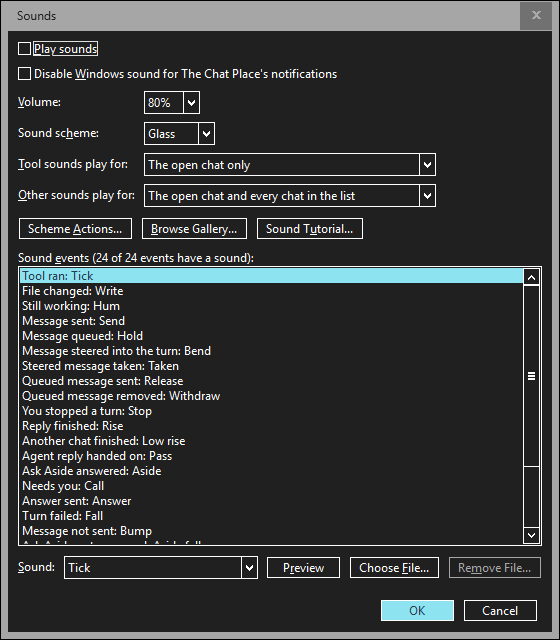 Sounds
Play sounds
Disable Windows sound for The Chat Place's notifications
Volume: 80%
Sound scheme: Glass
Tool sounds play for: The open chat only
Other sounds play for: The open chat and every chat in the list
Scheme Actions... Browse Gallery... Sound Tutorial...
Sound events (24 of 24 events have a sound):
Tool ran: Tick
File changed: Write
Still working: Hum
Message sent: Send
Message queued: Hold
Message steered into the turn: Bend
Steered message taken: Taken
Queued message sent: Release
Queued message removed: Withdraw
You stopped a turn: Stop
Reply finished: Rise
Another chat finished: Low rise
Agent reply handed on: Pass
Ask Aside answered: Aside
Needs you: Call
Answer sent: Answer
Turn failed: Fall
Message not sent: Bump
Sound: Tick Preview Choose File... Remove File...
OK Cancel